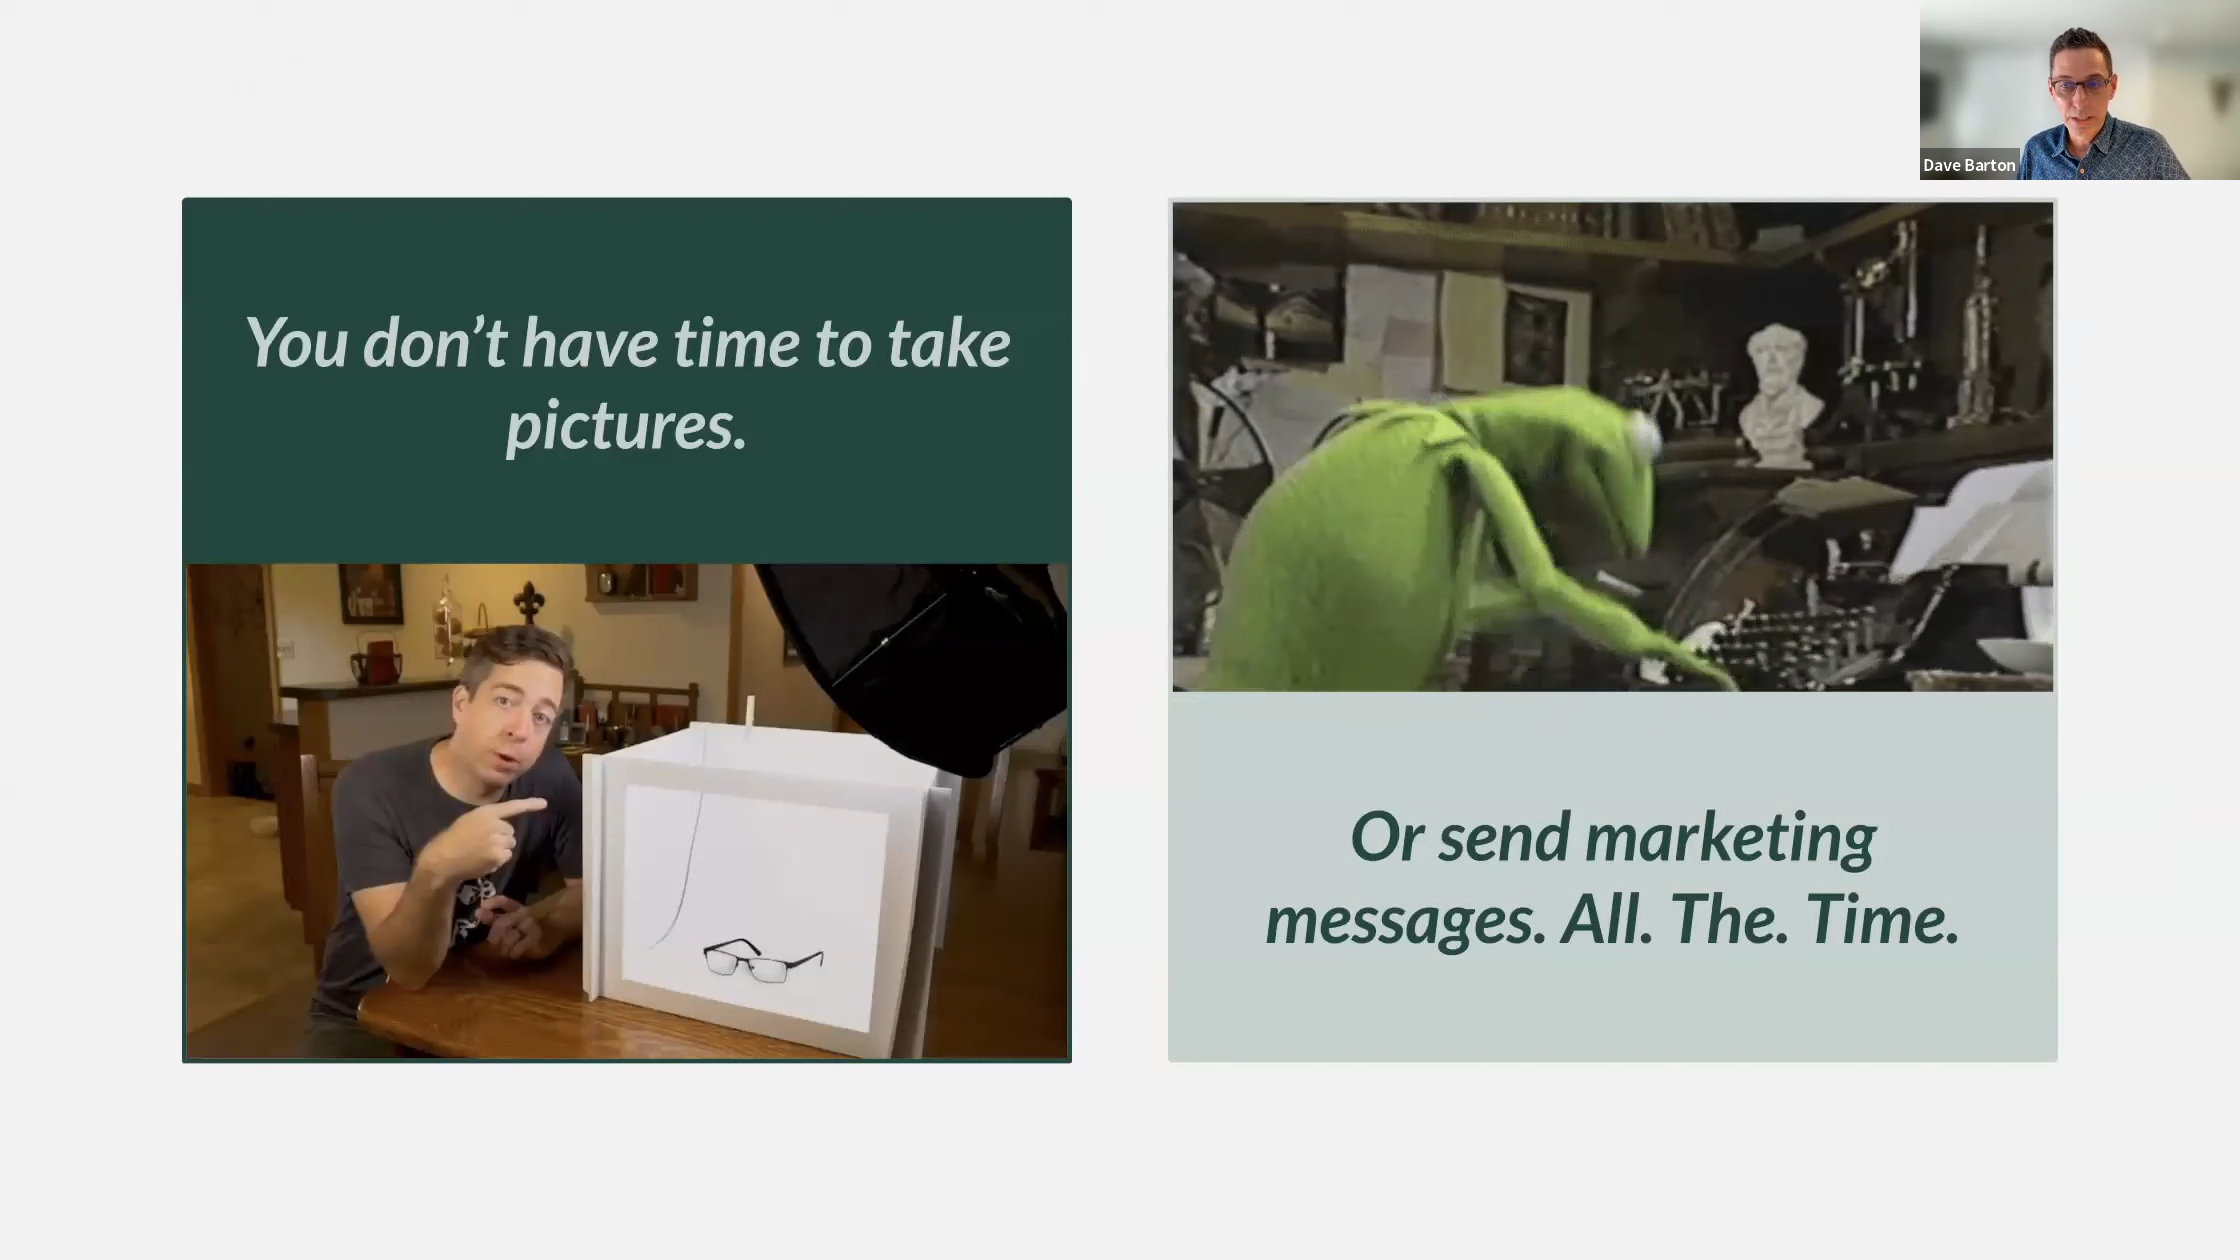 Dave Barton
You don’t have time to take
pictures.
Or send marketing
messages. All. The. Time.